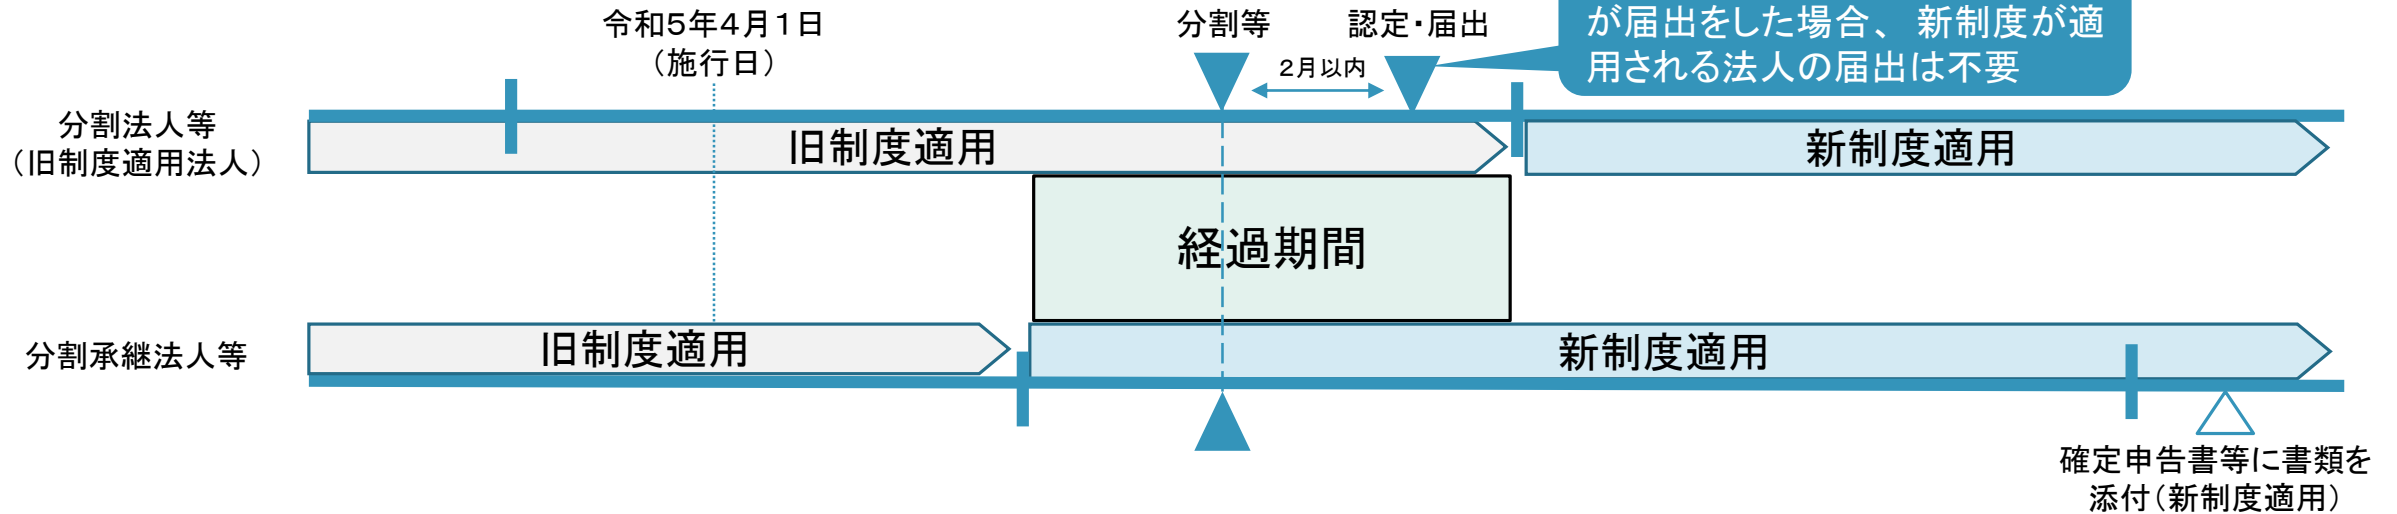 令和５年４月１日
（施行日）
分割等
認定・届出
２月以内
が届出をした場合、新制度が適
用される法人の届出は不要
分割法人等
（旧制度適用法人）
旧制度適用
新制度適用
経過期間
分割承継法人等
旧制度適用
新制度適用
確定申告書等に書類を
添付（新制度適用）